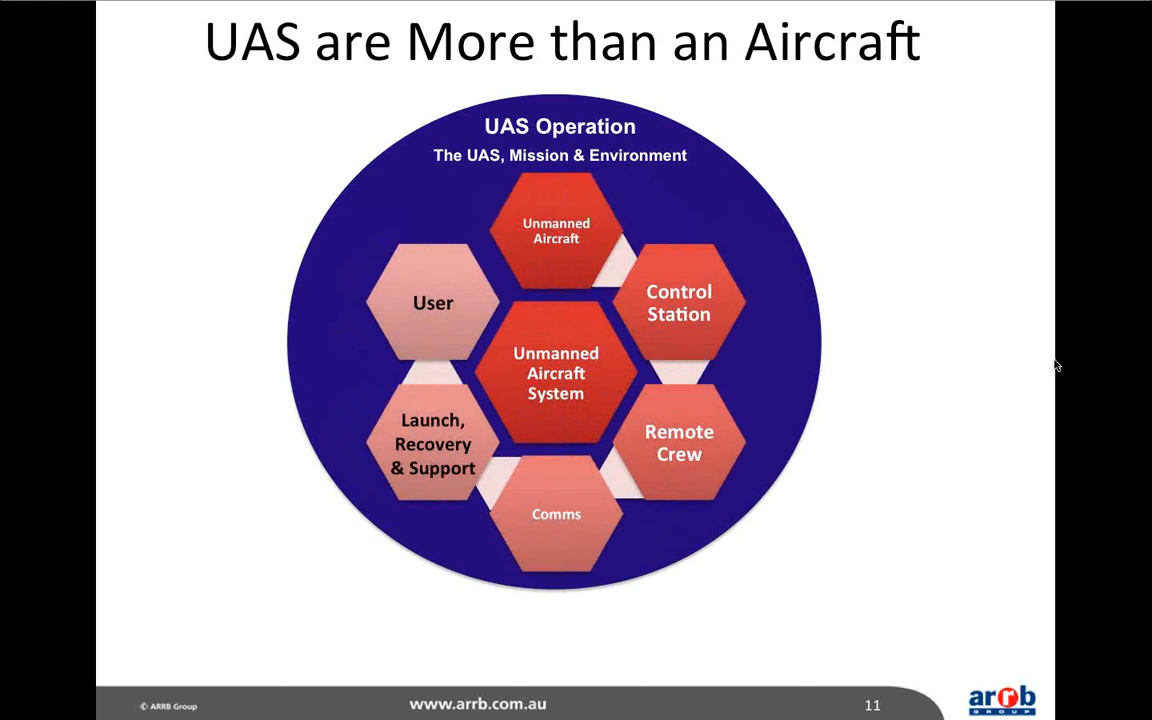 UAS are More than an Aircraft
UAS Operation
The UAS, Mission & Environment
Unmanned
Aircraft
Control
Station
Remote
Crew
Comms
Launch,
Recovery
& Support
User
Unmanned
Aircraft
System
© ARRB Group
www.arrb.com.au
11
arrb
GROUP